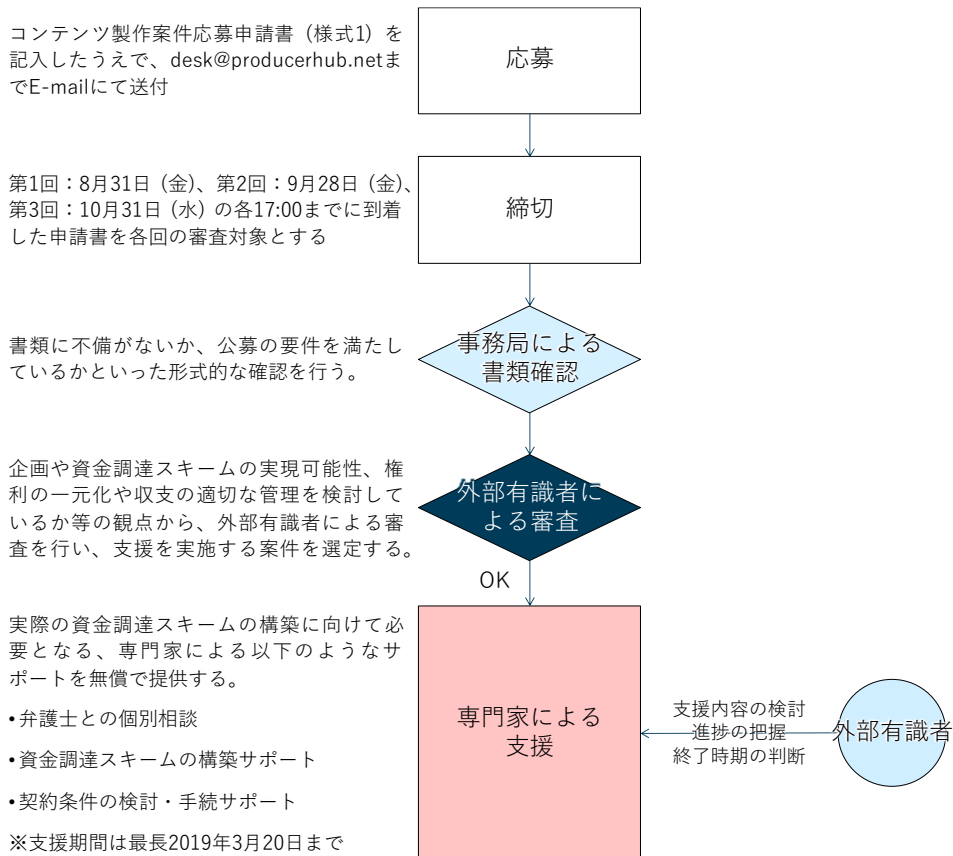 コンテンツ製作案件応募申請書（様式1）を
記入したうえで、desk@producerhub.netま
でE-mailにて送付
応募
第1回：8月31日（金）、第2回：9月28日（金）、
第3回：10月31日（水）の各17:00までに到着
した申請書を各回の審査対象とする
締切
書類に不備がないか、公募の要件を満たし
ているかといった形式的な確認を行う。
事務局による
書類確認
企画や資金調達スキームの実現可能性、権
利の一元化や収支の適切な管理を検討して
いるか等の観点から、外部有識者による審
査を行い、支援を実施する案件を選定する。
外部有識者に
よる審査
OK
実際の資金調達スキームの構築に向けて必
要となる、専門家による以下のようなサ
ポートを無償で提供する。
•弁護士との個別相談
•資金調達スキームの構築サポート
•契約条件の検討・手続サポート
※支援期間は最長2019年3月20日まで
専門家による
支援
支援内容の検討
進捗の把握
終了時期の判断
外部有識者